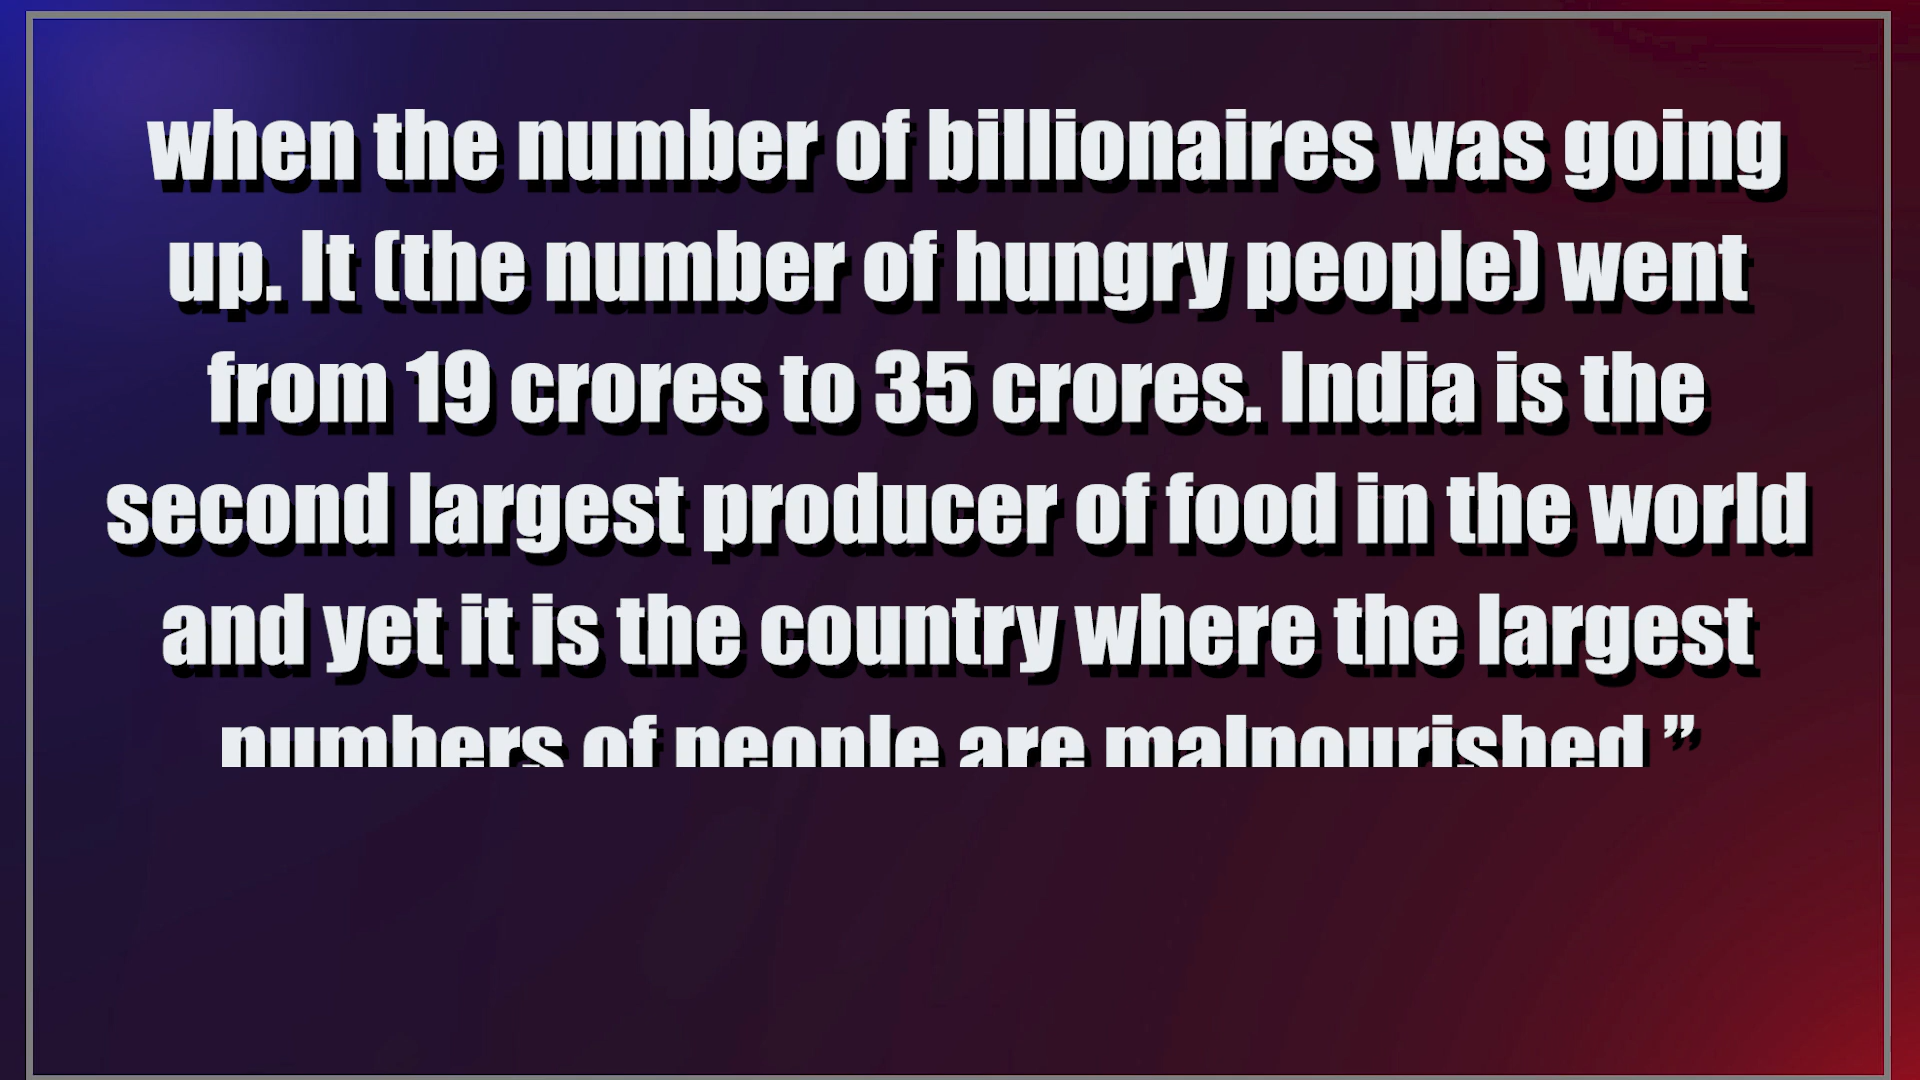 when the number of billionaires was going
up. It (the number of hungry people) went
from 19 crores to 35 crores. India is the
second largest producer of food in the world
and yet it is the country where the largest
numbers of people are malnourished.”